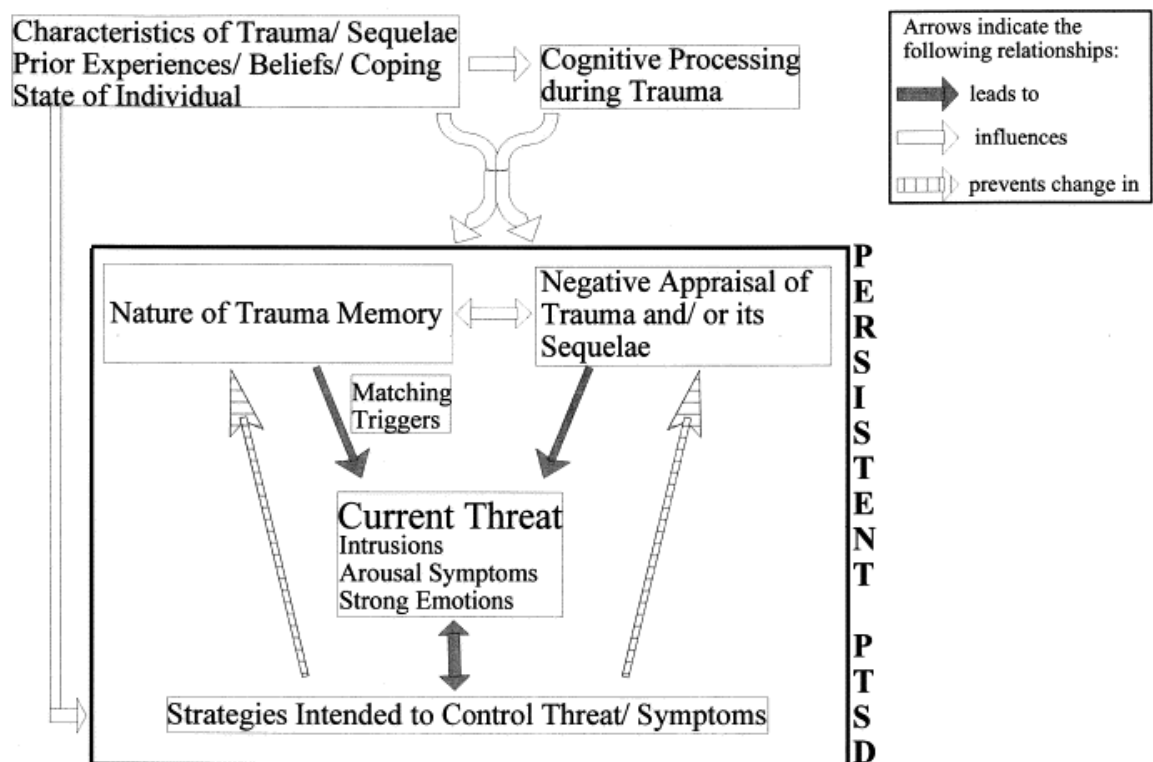 Characteristics of Trauma/ Sequelae
Prior Experiences/ Beliefs/ Coping
State of Individual
Cognitive Processing
during Trauma
Arrows indicate the
following relationships:
leads to
influences
prevents change in
Nature of Trauma Memory
Negative Appraisal of
Trauma and/ or its
Sequelae
Matching
Triggers
Current Threat
Intrusions
Arousal Symptoms
Strong Emotions
Strategies Intended to Control Threat/ Symptoms
PERSISTENT PTSD